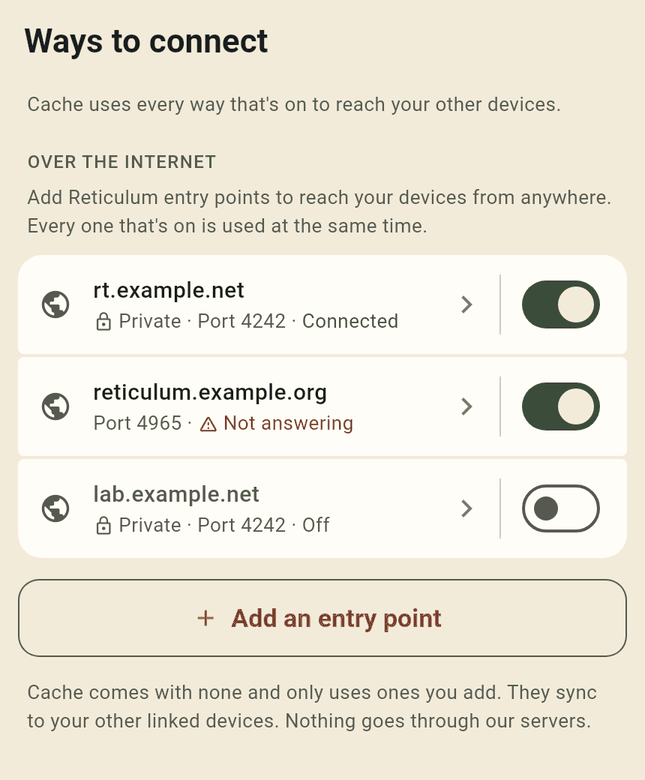 Ways to connect
Cache uses every way that's on to reach your other devices.
OVER THE INTERNET
Add Reticulum entry points to reach your devices from anywhere.
Every one that's on is used at the same time.
rt.example.net
Private · Port 4242 · Connected
reticulum.example.org
Port 4965 · Not answering
lab.example.net
Private · Port 4242 · Off
+ Add an entry point
Cache comes with none and only uses ones you add. They sync
to your other linked devices. Nothing goes through our servers.